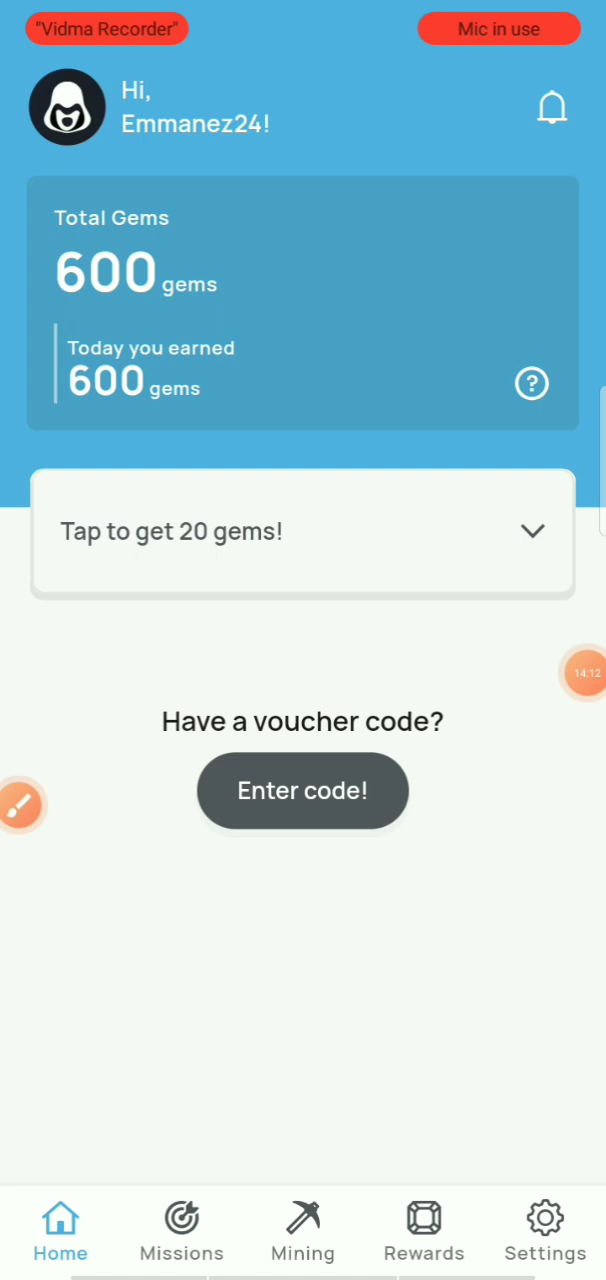 "Vidma Recorder"
Mic in use
Hi,
Emmanez24!
Total Gems
600 gems
Today you earned
600 gems
?
Tap to get 20 gems!
14:12
Have a voucher code?
Enter code!
Home
Missions
Mining
Rewards
Settings